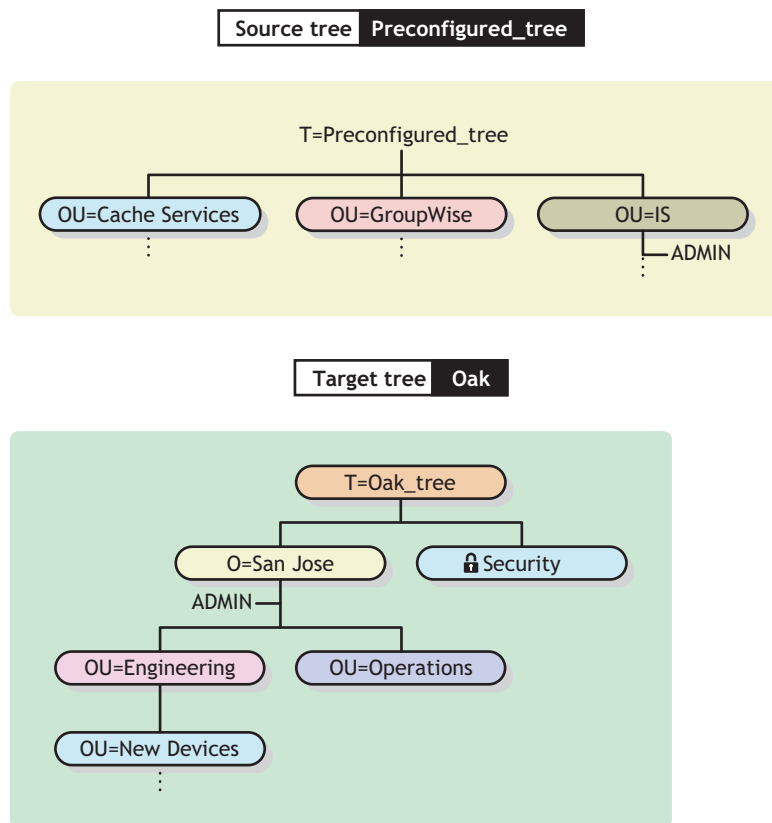 Source tree Preconfigured_tree
T=Preconfigured_tree
OU=Cache Services OU=GroupWise OU=IS
ADMIN
Target tree Oak
T=Oak_tree
O=San Jose Security
ADMIN
OU=Engineering OU=Operations
OU=New Devices